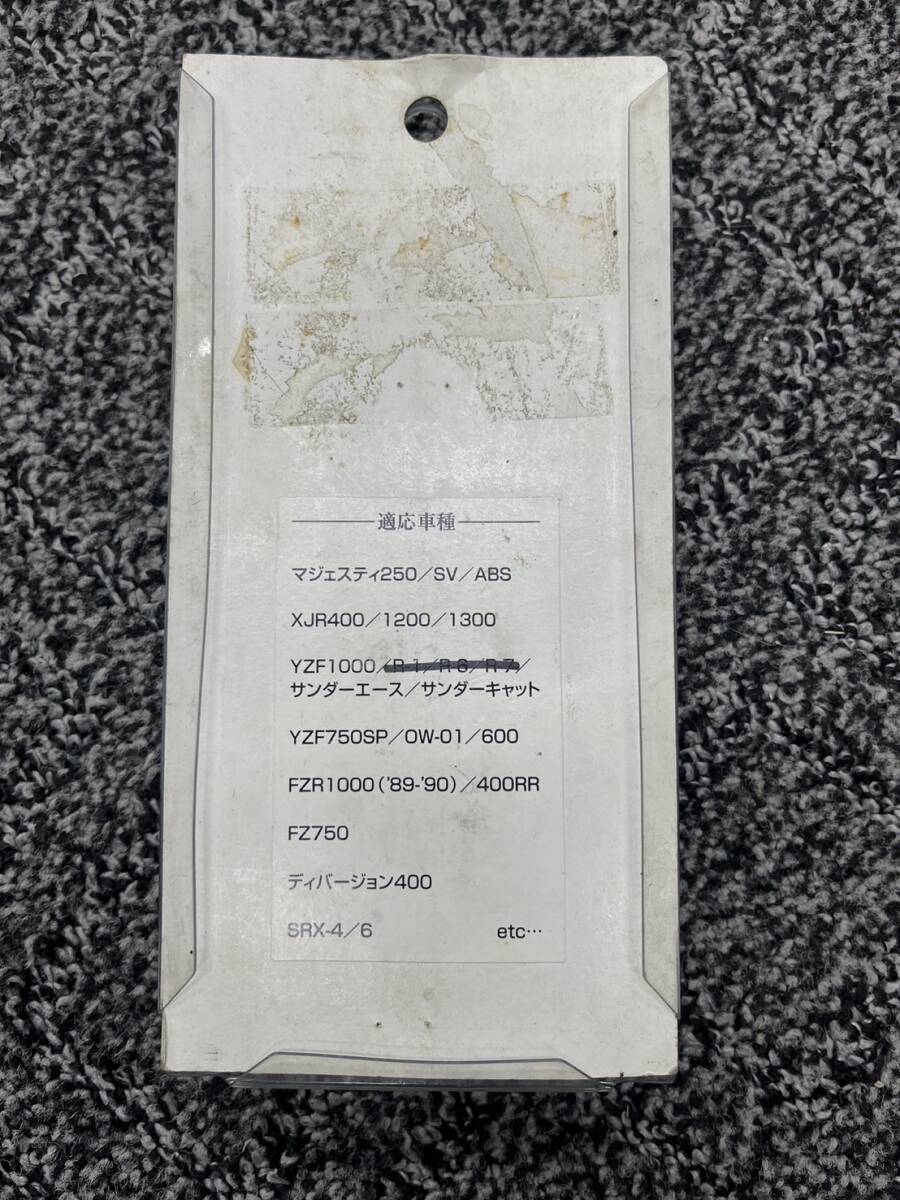 適応車種
マジェスティ250／SV／ABS
XJR400／1200／1300
YZF1000／R-1／R-6／R-7／
サンダーエース／サンダーキャット
YZF750SP／OW-01／600
FZR1000（'89-'90）／400RR
FZ750
ディバージョン400
SRX-4／6 etc…